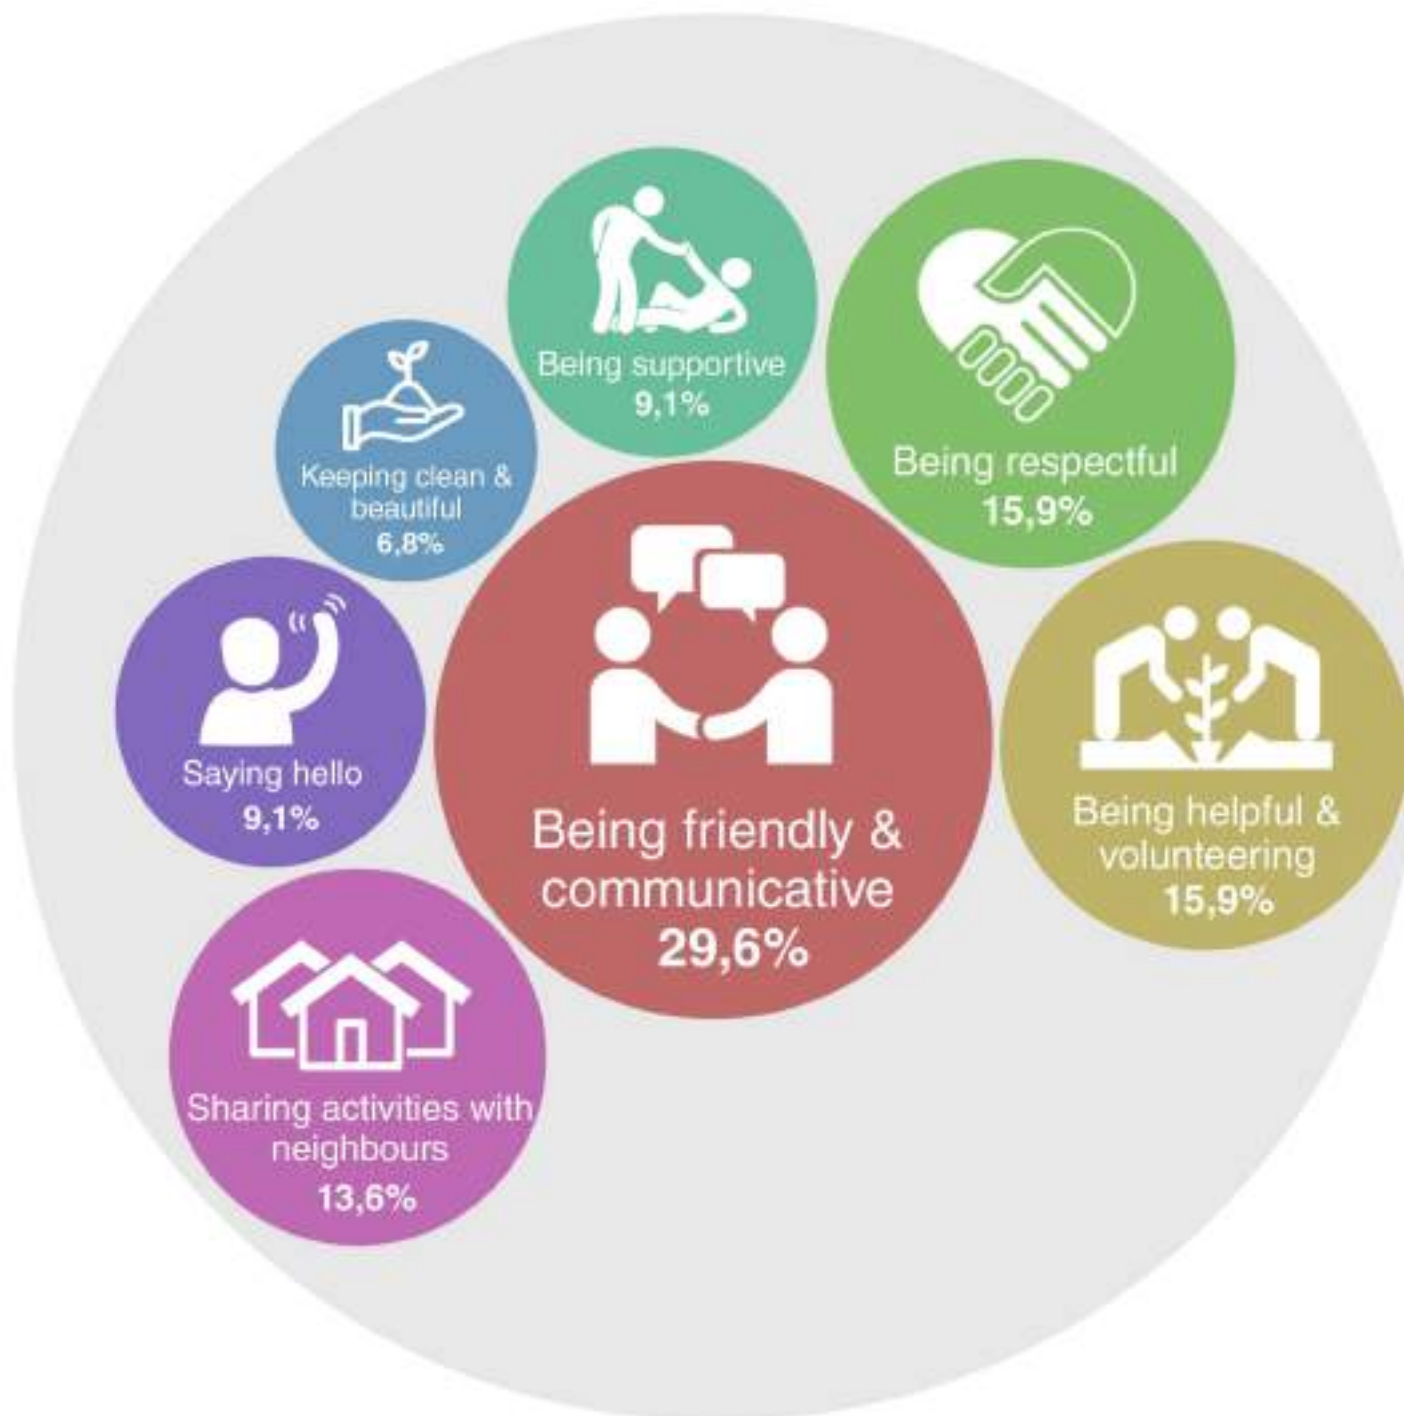 Being supportive
9,1%
Being respectful
15,9%
Keeping clean &
beautiful
6,8%
Saying hello
9,1%
Being friendly &
communicative
29,6%
Being helpful &
volunteering
15,9%
Sharing activities with
neighbours
13,6%